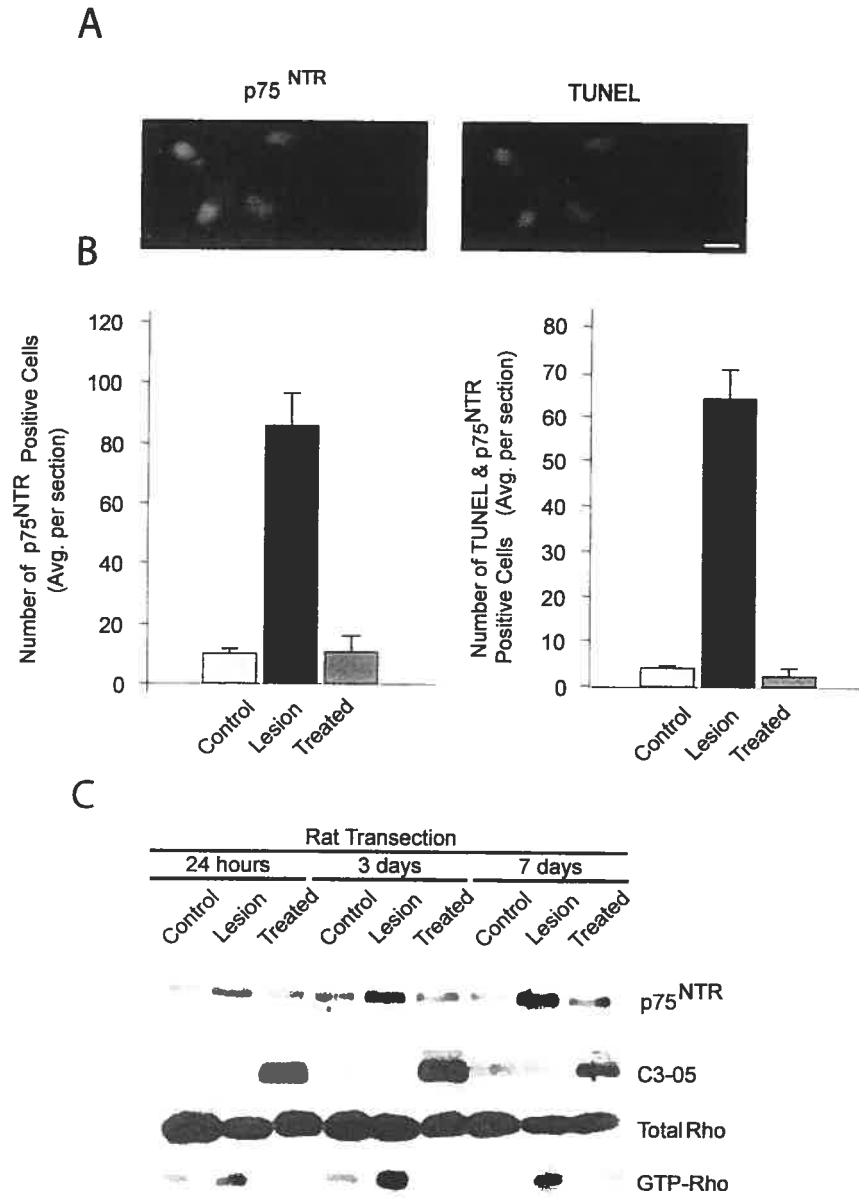 A
p75 NTR
TUNEL
B
Number of p75NTR Positive Cells
(Avg. per section)
120
100
80
60
40
20
0
Control
Lesion
Treated
Number of TUNEL & p75NTR
Positive Cells (Avg. per section)
80
70
60
50
40
30
20
10
0
Control
Lesion
Treated
C
Rat Transection
24 hours 3 days 7 days
Control Lesion Treated Control Lesion Treated Control Lesion Treated
p75NTR
C3-05
Total Rho
GTP-Rho